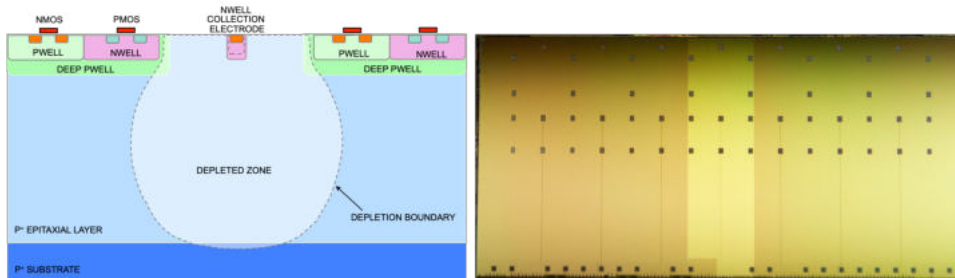 NMOS
PMOS
NWELL
COLLECTION
ELECTRODE
PWELL
NWELL
PWELL
NWELL
DEEP PWELL
DEEP PWELL
DEPLETED ZONE
DEPLETION BOUNDARY
P⁻ EPITAXIAL LAYER
P⁺ SUBSTRATE